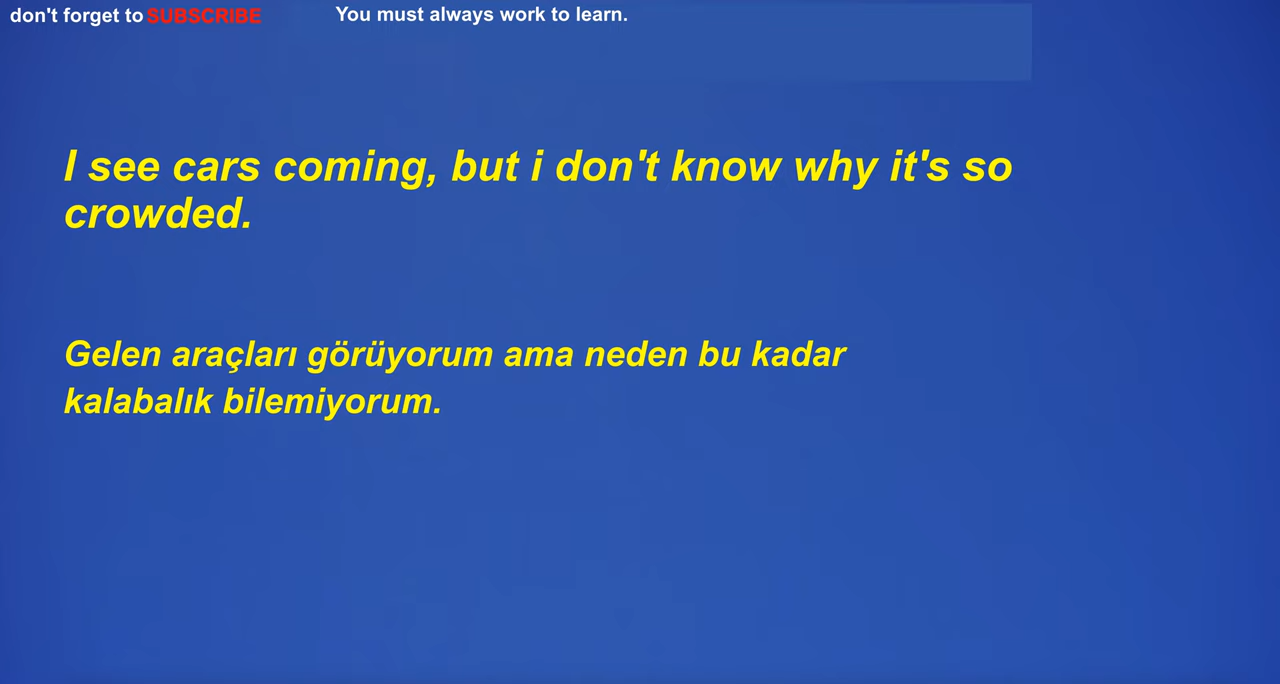 don't forget to SUBSCRIBE
You must always work to learn.
I see cars coming, but i don't know why it's so
crowded.
Gelen araçları görüyorum ama neden bu kadar
kalabalık bilemiyorum.